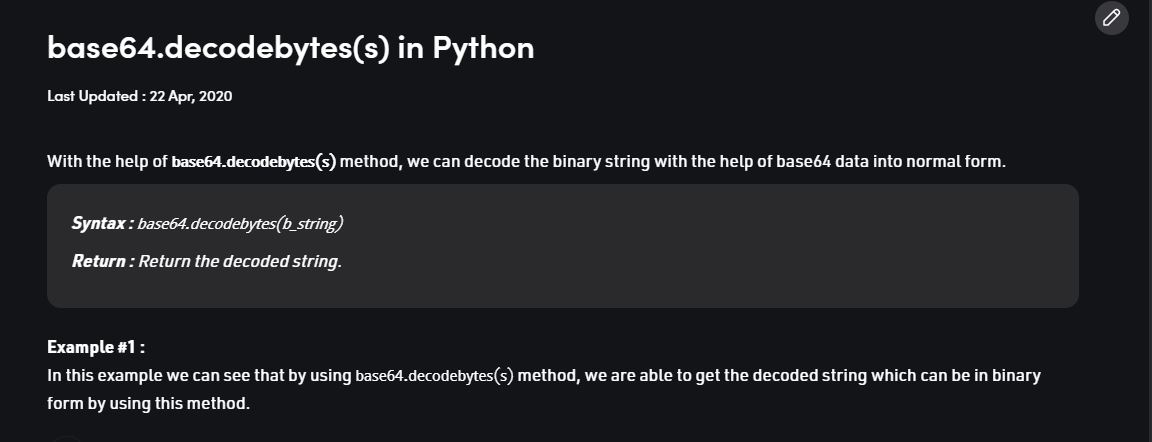 base64.decodebytes(s) in Python
Last Updated : 22 Apr, 2020
With the help of base64.decodebytes(s) method, we can decode the binary string with the help of base64 data into normal form.
Syntax : base64.decodebytes(b_string)
Return : Return the decoded string.
Example #1 :
In this example we can see that by using base64.decodebytes(s) method, we are able to get the decoded string which can be in binary
form by using this method.